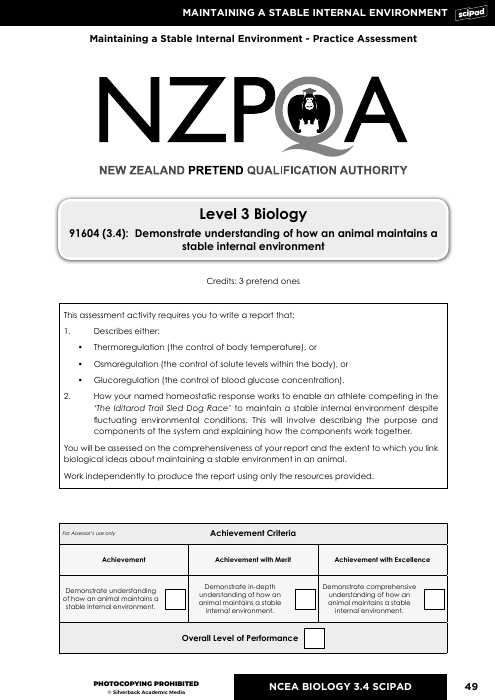 MAINTAINING A STABLE INTERNAL ENVIRONMENT scipad
Maintaining a Stable Internal Environment - Practice Assessment
NZPQA
NEW ZEALAND PRETEND QUALIFICATION AUTHORITY
Level 3 Biology
91604 (3.4): Demonstrate understanding of how an animal maintains a
stable internal environment
Credits: 3 pretend ones
This assessment activity requires you to write a report that:
1. Describes either:
• Thermoregulation (the control of body temperature), or
• Osmoregulation (the control of solute levels within the body), or
• Glucoregulation (the control of blood glucose concentration).
2. How your named homeostatic response works to enable an athlete competing in the
‘The Iditarod Trail Sled Dog Race’ to maintain a stable internal environment despite
fluctuating environmental conditions. This will involve describing the purpose and
components of the system and explaining how the components work together.
You will be assessed on the comprehensiveness of your report and the extent to which you link
biological ideas about maintaining a stable environment in an animal.
Work independently to produce the report using only the resources provided.
For Assessor's use only
Achievement Criteria
Achievement
Achievement with Merit
Achievement with Excellence
Demonstrate understanding
of how an animal maintains a
stable internal environment.
Demonstrate in-depth
understanding of how an
animal maintains a stable
internal environment.
Demonstrate comprehensive
understanding of how an
animal maintains a stable
internal environment.
Overall Level of Performance
PHOTOCOPYING PROHIBITED
© Silverback Academic Media
NCEA BIOLOGY 3.4 SCIPAD
49